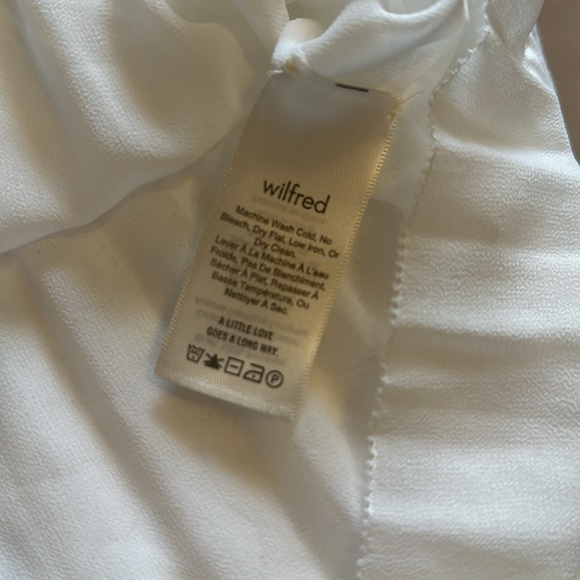 wilfred
Machine Wash Cold, No
Bleach, Dry Flat, Low Iron, Or
Dry Clean.
Laver À La Machine À L'eau
Froide, Pas De Blanchiment,
Sécher À Plat, Repasser À
Basse Température, Ou
Nettoyer À Sec.
A LITTLE LOVE
GOES A LONG WAY.
P